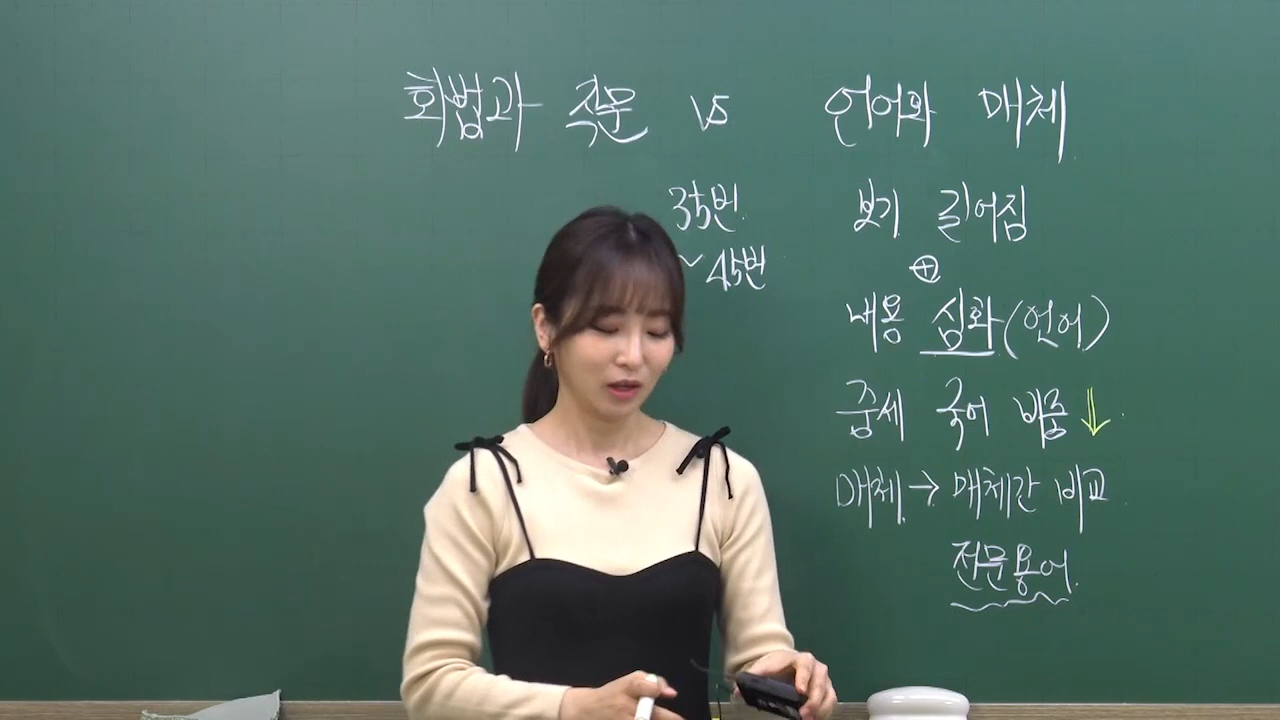 화법과 작문 vs 언어와 매체
35번
~45번
보기 길어짐
⊕
내용 심화(언어)
중세 국어 비중 ↓
매체 → 매체간 비교
전문용어